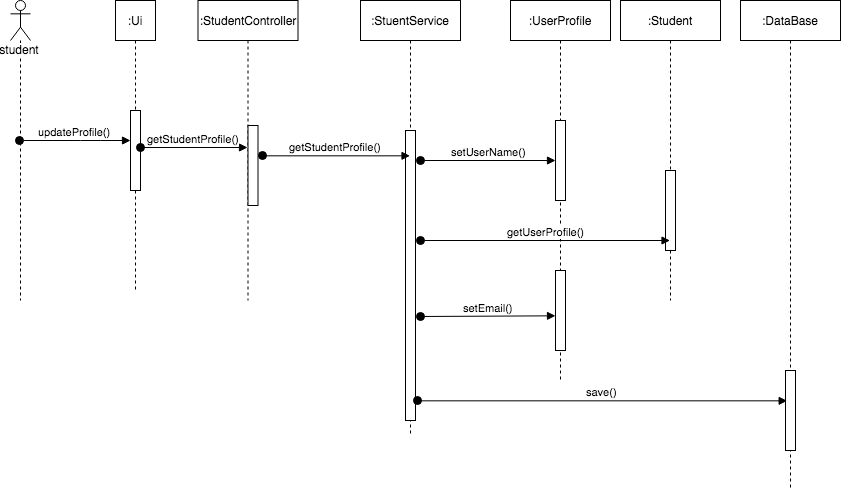 :Ui
:StudentController
:StuentService
:UserProfile
:Student
:DataBase
student
updateProfile()
getStudentProfile()
getStudentProfile()
setUserName()
getUserProfile()
setEmail()
save()